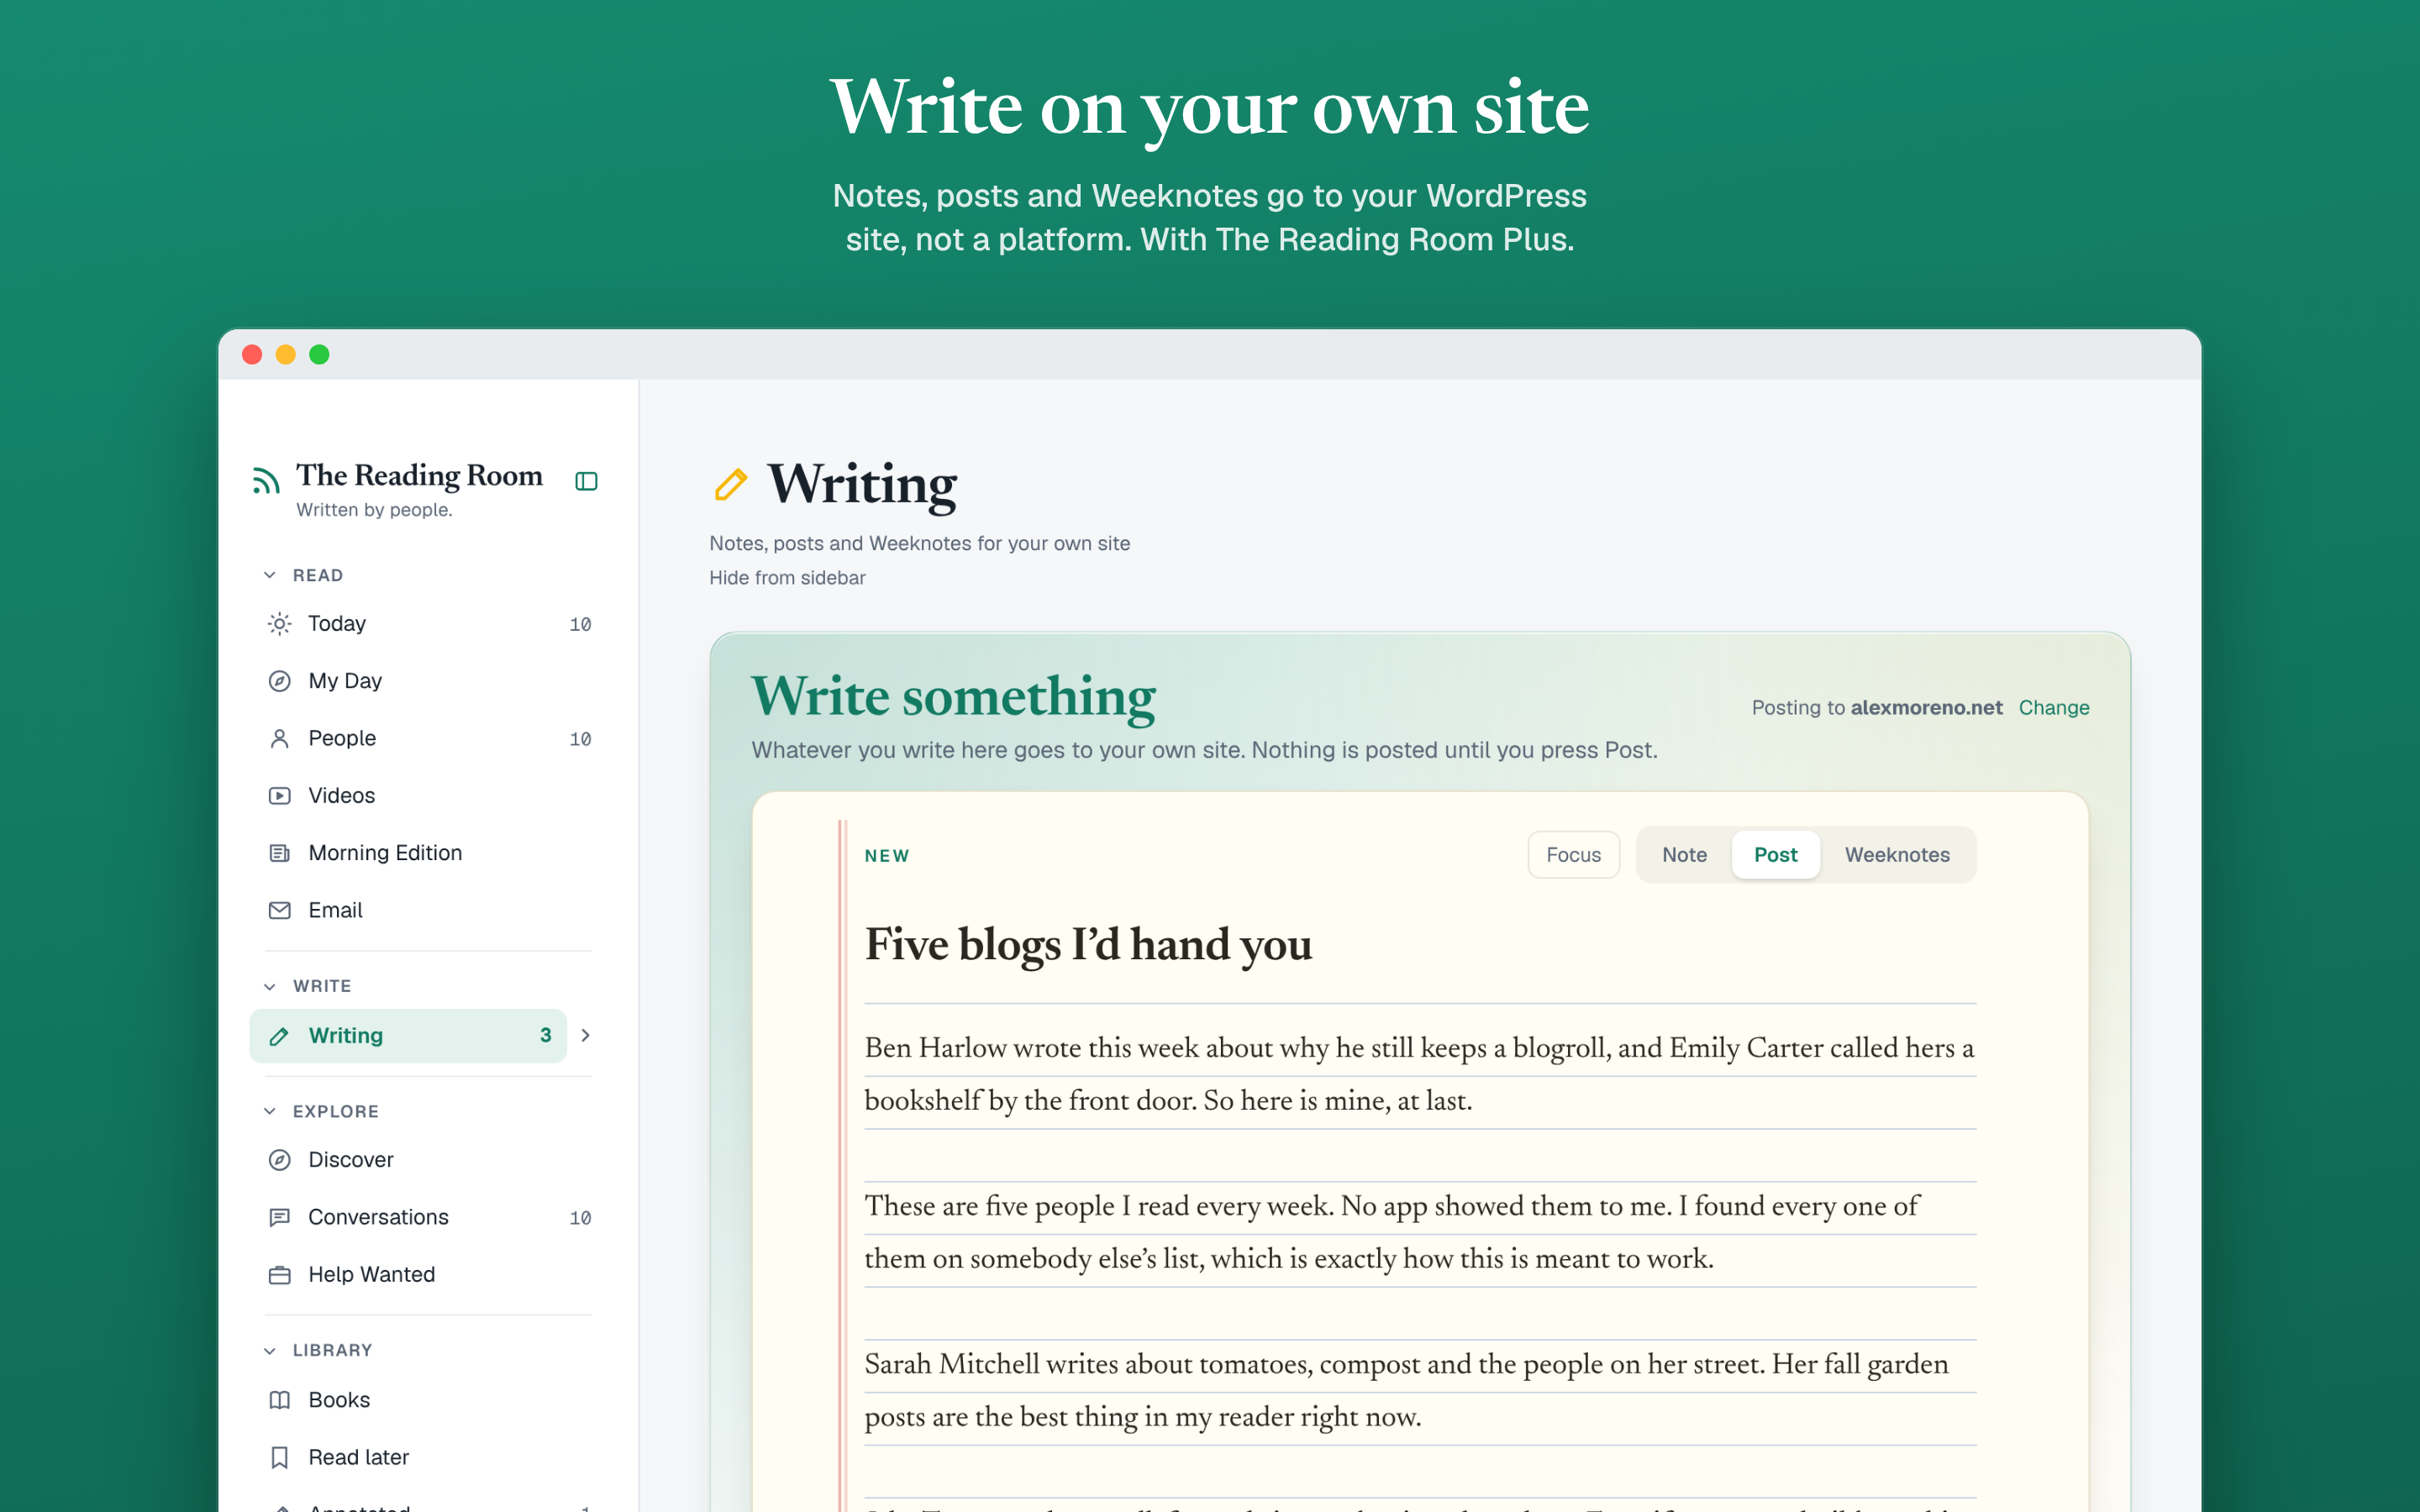 Write on your own site
Notes, posts and Weeknotes go to your WordPress
site, not a platform. With The Reading Room Plus.
The Reading Room
Written by people.
READ
Today 10
My Day
People 10
Videos
Morning Edition
Email
WRITE
Writing 3
EXPLORE
Discover
Conversations 10
Help Wanted
LIBRARY
Books
Read later
Writing
Notes, posts and Weeknotes for your own site
Hide from sidebar
Write something
Posting to alexmoreno.net Change
Whatever you write here goes to your own site. Nothing is posted until you press Post.
NEW
Focus
Note
Post
Weeknotes
Five blogs I’d hand you
Ben Harlow wrote this week about why he still keeps a blogroll, and Emily Carter called hers a
bookshelf by the front door. So here is mine, at last.
These are five people I read every week. No app showed them to me. I found every one of
them on somebody else’s list, which is exactly how this is meant to work.
Sarah Mitchell writes about tomatoes, compost and the people on her street. Her fall garden
posts are the best thing in my reader right now.